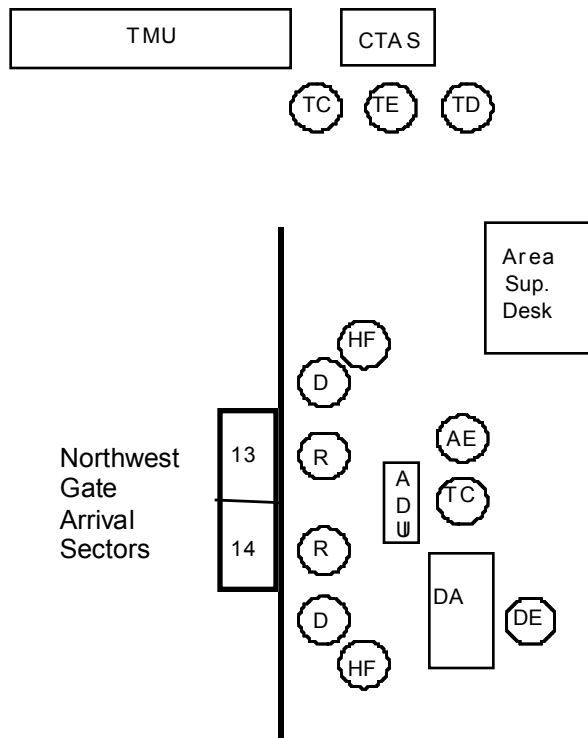 TMU
CTAS
TC
TE
TD
Area
Sup.
Desk
HF
D
Northwest
Gate
Arrival
Sectors
13
14
R
R
D
HF
A
D
U
AE
TC
DA
DE